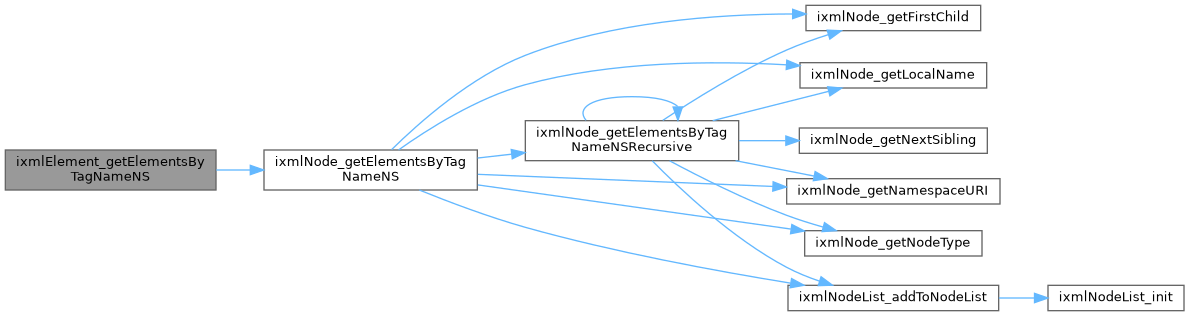 ixmlElement_getElementsBy
TagNameNS
ixmlNode_getElementsByTag
NameNS
ixmlNode_getElementsByTag
NameNSRecursive
ixmlNode_getFirstChild
ixmlNode_getLocalName
ixmlNode_getNextSibling
ixmlNode_getNamespaceURI
ixmlNode_getNodeType
ixmlNodeList_addToNodeList
ixmlNodeList_init